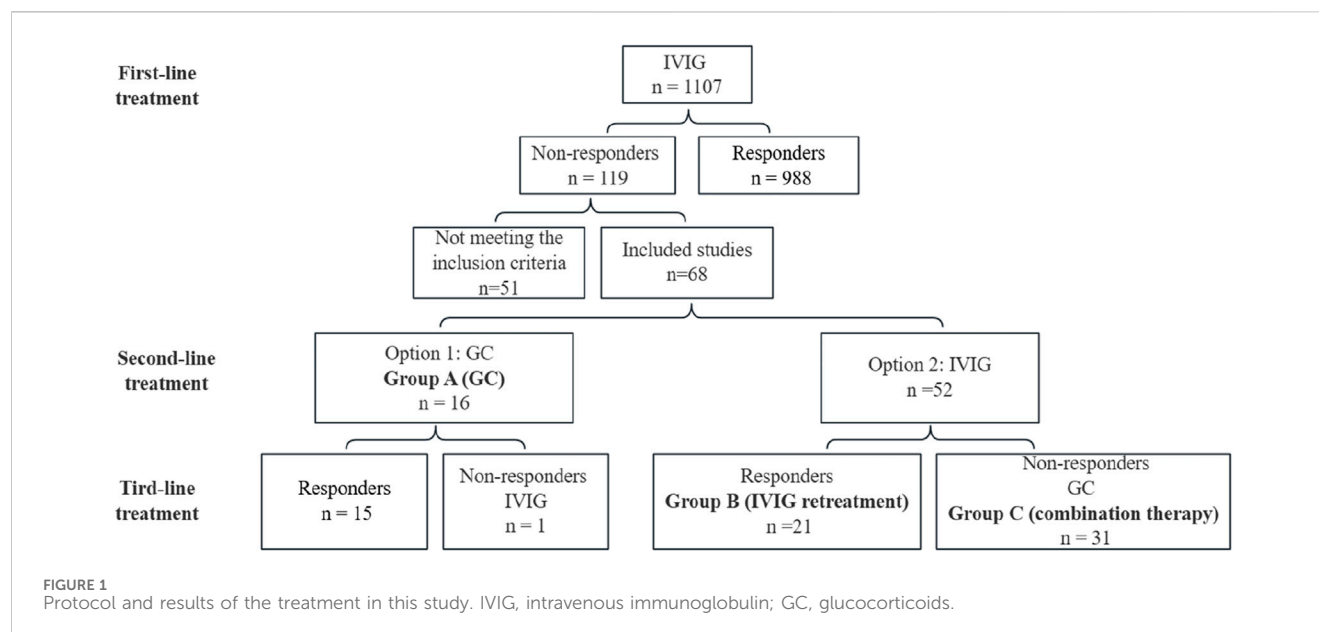 First-line
treatment
IVIG
n = 1107
Non-responders
n = 119
Responders
n = 988
Not meeting the
inclusion criteria
n=51
Included studies
n=68
Second-line
treatment
Option 1: GC
Group A (GC)
n = 16
Option 2: IVIG
n =52
Tird-line
treatment
Responders
n = 15
Non-responders
IVIG
n = 1
Responders
Group B (IVIG retreatment)
n =21
Non-responders
GC
Group C (combination therapy)
n = 31
FIGURE 1
Protocol and results of the treatment in this study. IVIG, intravenous immunoglobulin; GC, glucocorticoids.